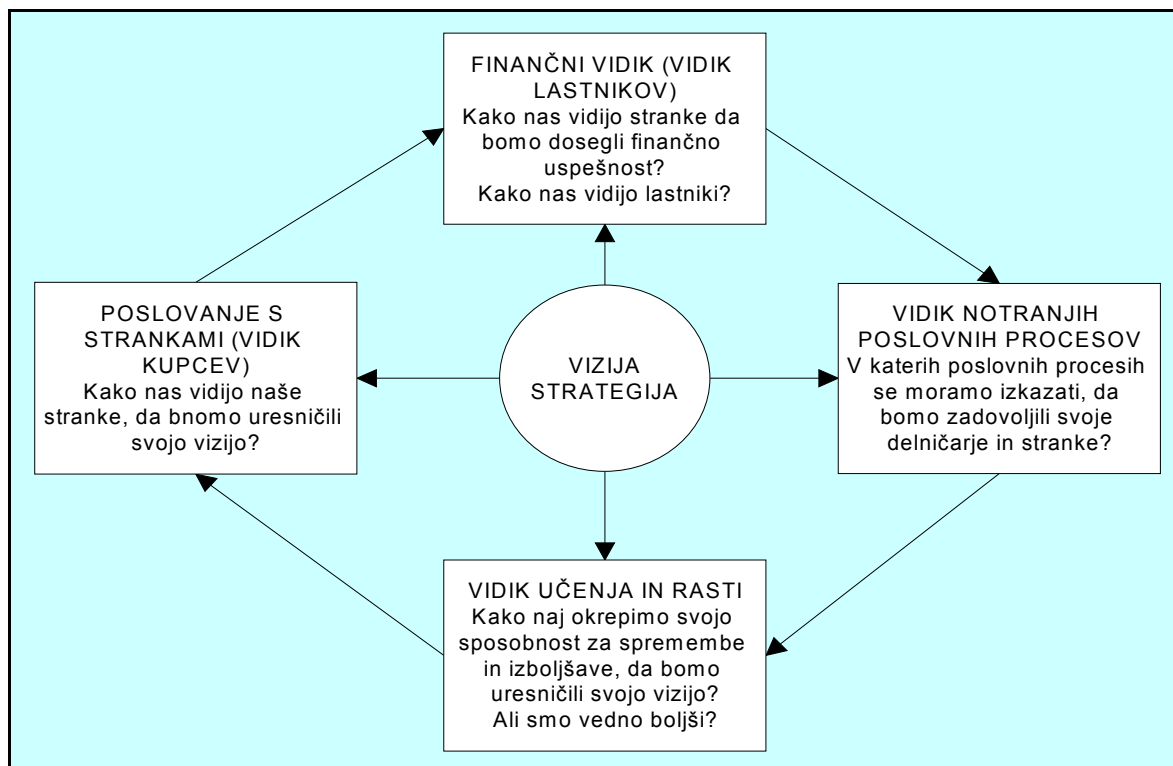 FINANČNI VIDIK (VIDIK
LASTNIKOV)
Kako nas vidijo stranke da
bomo dosegli finančno
uspešnost?
Kako nas vidijo lastniki?
POSLOVANJE S
STRANKAMI (VIDIK
KUPCEV)
Kako nas vidijo naše
stranke, da bnomo uresničili
svojo vizijo?
VIZIJA
STRATEGIJA
VIDIK NOTRANJIH
POSLOVNIH PROCESOV
V katerih poslovnih procesih
se moramo izkazati, da
bomo zadovoljili svoje
delničarje in stranke?
VIDIK UČENJA IN RASTI
Kako naj okrepimo svojo
sposobnost za spremembe
in izboljšave, da bomo
uresničili svojo vizijo?
Ali smo vedno boljši?